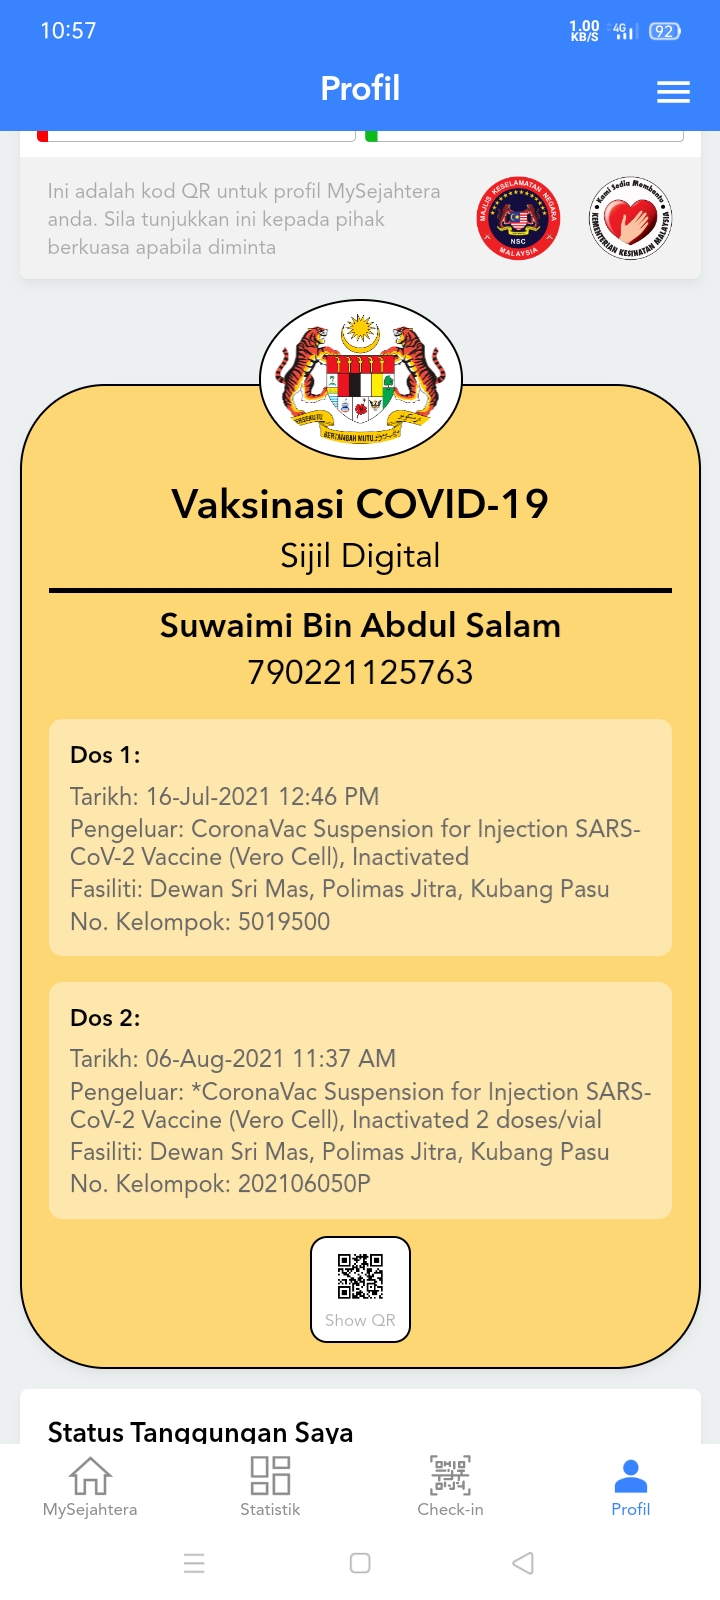 10:57
1.00
KB/S
4G
92
Profil
Ini adalah kod QR untuk profil MySejahtera
anda. Sila tunjukkan ini kepada pihak
berkuasa apabila diminta
MAJLIS KESELAMATAN NEGARA
NSC
MALAYSIA
Kami Sedia Membantu
KEMENTERIAN KESIHATAN MALAYSIA
BERTAMBAH MUTU
Vaksinasi COVID-19
Sijil Digital
Suwaimi Bin Abdul Salam
790221125763
Dos 1:
Tarikh: 16-Jul-2021 12:46 PM
Pengeluar: CoronaVac Suspension for Injection SARS-
CoV-2 Vaccine (Vero Cell), Inactivated
Fasiliti: Dewan Sri Mas, Polimas Jitra, Kubang Pasu
No. Kelompok: 5019500
Dos 2:
Tarikh: 06-Aug-2021 11:37 AM
Pengeluar: *CoronaVac Suspension for Injection SARS-
CoV-2 Vaccine (Vero Cell), Inactivated 2 doses/vial
Fasiliti: Dewan Sri Mas, Polimas Jitra, Kubang Pasu
No. Kelompok: 202106050P
Show QR
Status Tanggungan Saya
MySejahtera
Statistik
Check-in
Profil